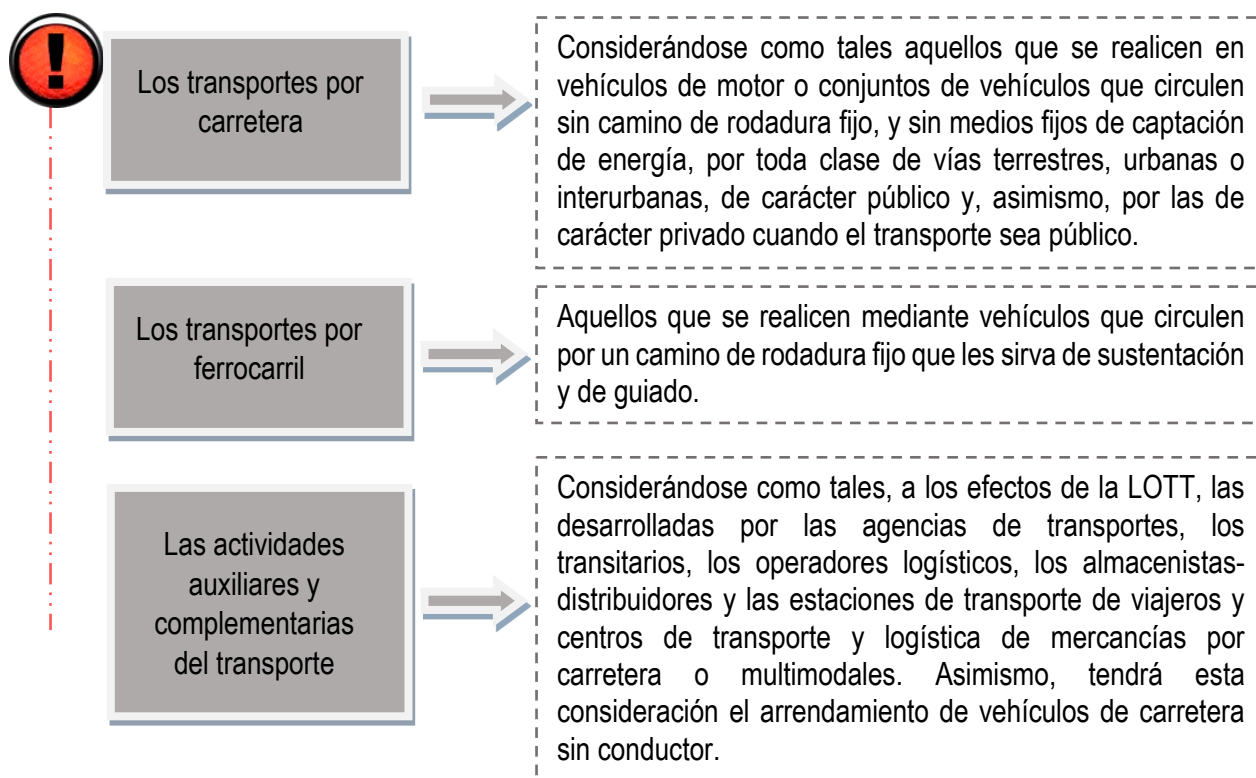 Los transportes por
carretera
Considerándose como tales aquellos que se realicen en
vehículos de motor o conjuntos de vehículos que circulen
sin camino de rodadura fijo, y sin medios fijos de captación
de energía, por toda clase de vías terrestres, urbanas o
interurbanas, de carácter público y, asimismo, por las de
carácter privado cuando el transporte sea público.
Los transportes por
ferrocarril
Aquellos que se realicen mediante vehículos que circulen
por un camino de rodadura fijo que les sirva de sustentación
y de guiado.
Las actividades
auxiliares y
complementarias
del transporte
Considerándose como tales, a los efectos de la LOTT, las
desarrolladas por las agencias de transportes, los
transitarios, los operadores logísticos, los almacenistas-
distribuidores y las estaciones de transporte de viajeros y
centros de transporte y logística de mercancías por
carretera o multimodales. Asimismo, tendrá esta
consideración el arrendamiento de vehículos de carretera
sin conductor.